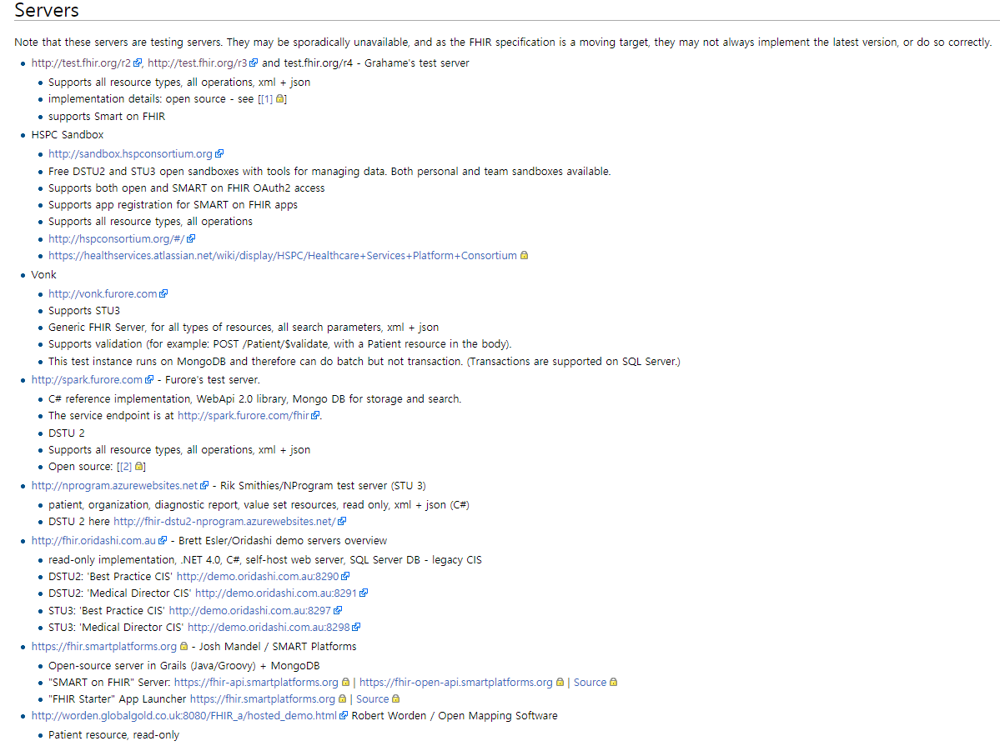 Servers
Note that these servers are testing servers. They may be sporadically unavailable, and as the FHIR specification is a moving target, they may not always implement the latest version, or do so correctly.
http://test.fhir.org/r2, http://test.fhir.org/r3 and test.fhir.org/r4 - Grahame's test server
Supports all resource types, all operations, xml + json
implementation details: open source - see [[1]]
supports Smart on FHIR
HSPC Sandbox
http://sandbox.hspconsortium.org
Free DSTU2 and STU3 open sandboxes with tools for managing data. Both personal and team sandboxes available.
Supports both open and SMART on FHIR OAuth2 access
Supports app registration for SMART on FHIR apps
Supports all resource types, all operations
http://hspconsortium.org/#/
https://healthservices.atlassian.net/wiki/display/HSPC/Healthcare+Services+Platform+Consortium
Vonk
http://vonk.furore.com
Supports STU3
Generic FHIR Server, for all types of resources, all search parameters, xml + json
Supports validation (for example: POST /Patient/$validate, with a Patient resource in the body).
This test instance runs on MongoDB and therefore can do batch but not transaction. (Transactions are supported on SQL Server.)
http://spark.furore.com - Furore's test server.
C# reference implementation, WebApi 2.0 library, Mongo DB for storage and search.
The service endpoint is at http://spark.furore.com/fhir.
DSTU 2
Supports all resource types, all operations, xml + json
Open source: [[2]]
http://nprogram.azurewebsites.net - Rik Smithies/NProgram test server (STU 3)
patient, organization, diagnostic report, value set resources, read only, xml + json (C#)
DSTU 2 here http://fhir-dstu2-nprogram.azurewebsites.net/
http://fhir.oridashi.com.au - Brett Esler/Oridashi demo servers overview
read-only implementation, .NET 4.0, C#, self-host web server, SQL Server DB - legacy CIS
DSTU2: 'Best Practice CIS' http://demo.oridashi.com.au:8290
DSTU2: 'Medical Director CIS' http://demo.oridashi.com.au:8291
STU3: 'Best Practice CIS' http://demo.oridashi.com.au:8297
STU3: 'Medical Director CIS' http://demo.oridashi.com.au:8298
https://fhir.smartplatforms.org - Josh Mandel / SMART Platforms
Open-source server in Grails (Java/Groovy) + MongoDB
"SMART on FHIR" Server: https://fhir-api.smartplatforms.org | https://fhir-open-api.smartplatforms.org | Source
"FHIR Starter" App Launcher https://fhir.smartplatforms.org | Source
http://worden.globalgold.co.uk:8080/FHIR_a/hosted_demo.html Robert Worden / Open Mapping Software
Patient resource, read-only